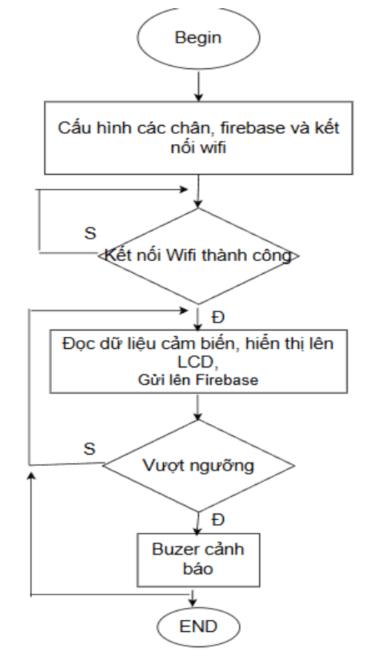 Begin
Cấu hình các chân, firebase và kết
nối wifi
S
Kết nối Wifi thành công
Đ
Đọc dữ liệu cảm biến, hiển thị lên
LCD,
Gửi lên Firebase
S
Vượt ngưỡng
Đ
Buzer cảnh
báo
END